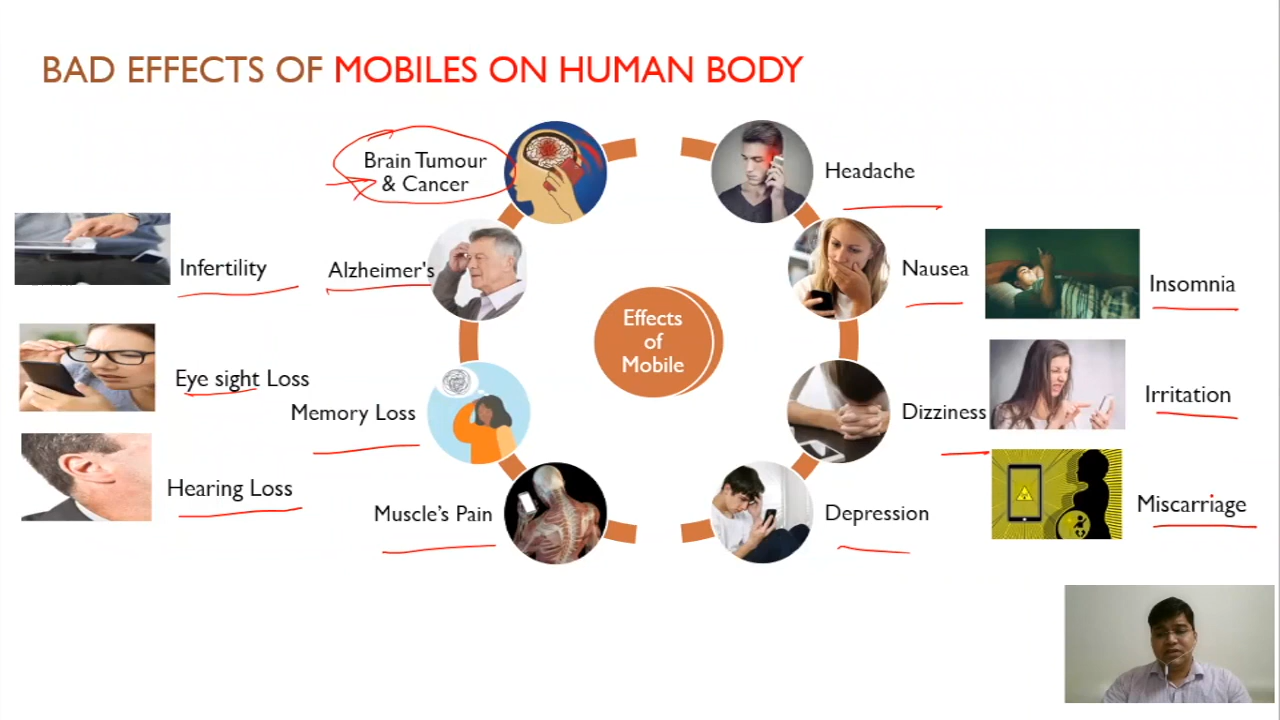 BAD EFFECTS OF MOBILES ON HUMAN BODY
Brain Tumour
& Cancer
Headache
Infertility
Alzheimer's
Nausea
Insomnia
Effects
of
Mobile
Eye sight Loss
Memory Loss
Dizziness
Irritation
Hearing Loss
Muscle's Pain
Depression
Miscarriage